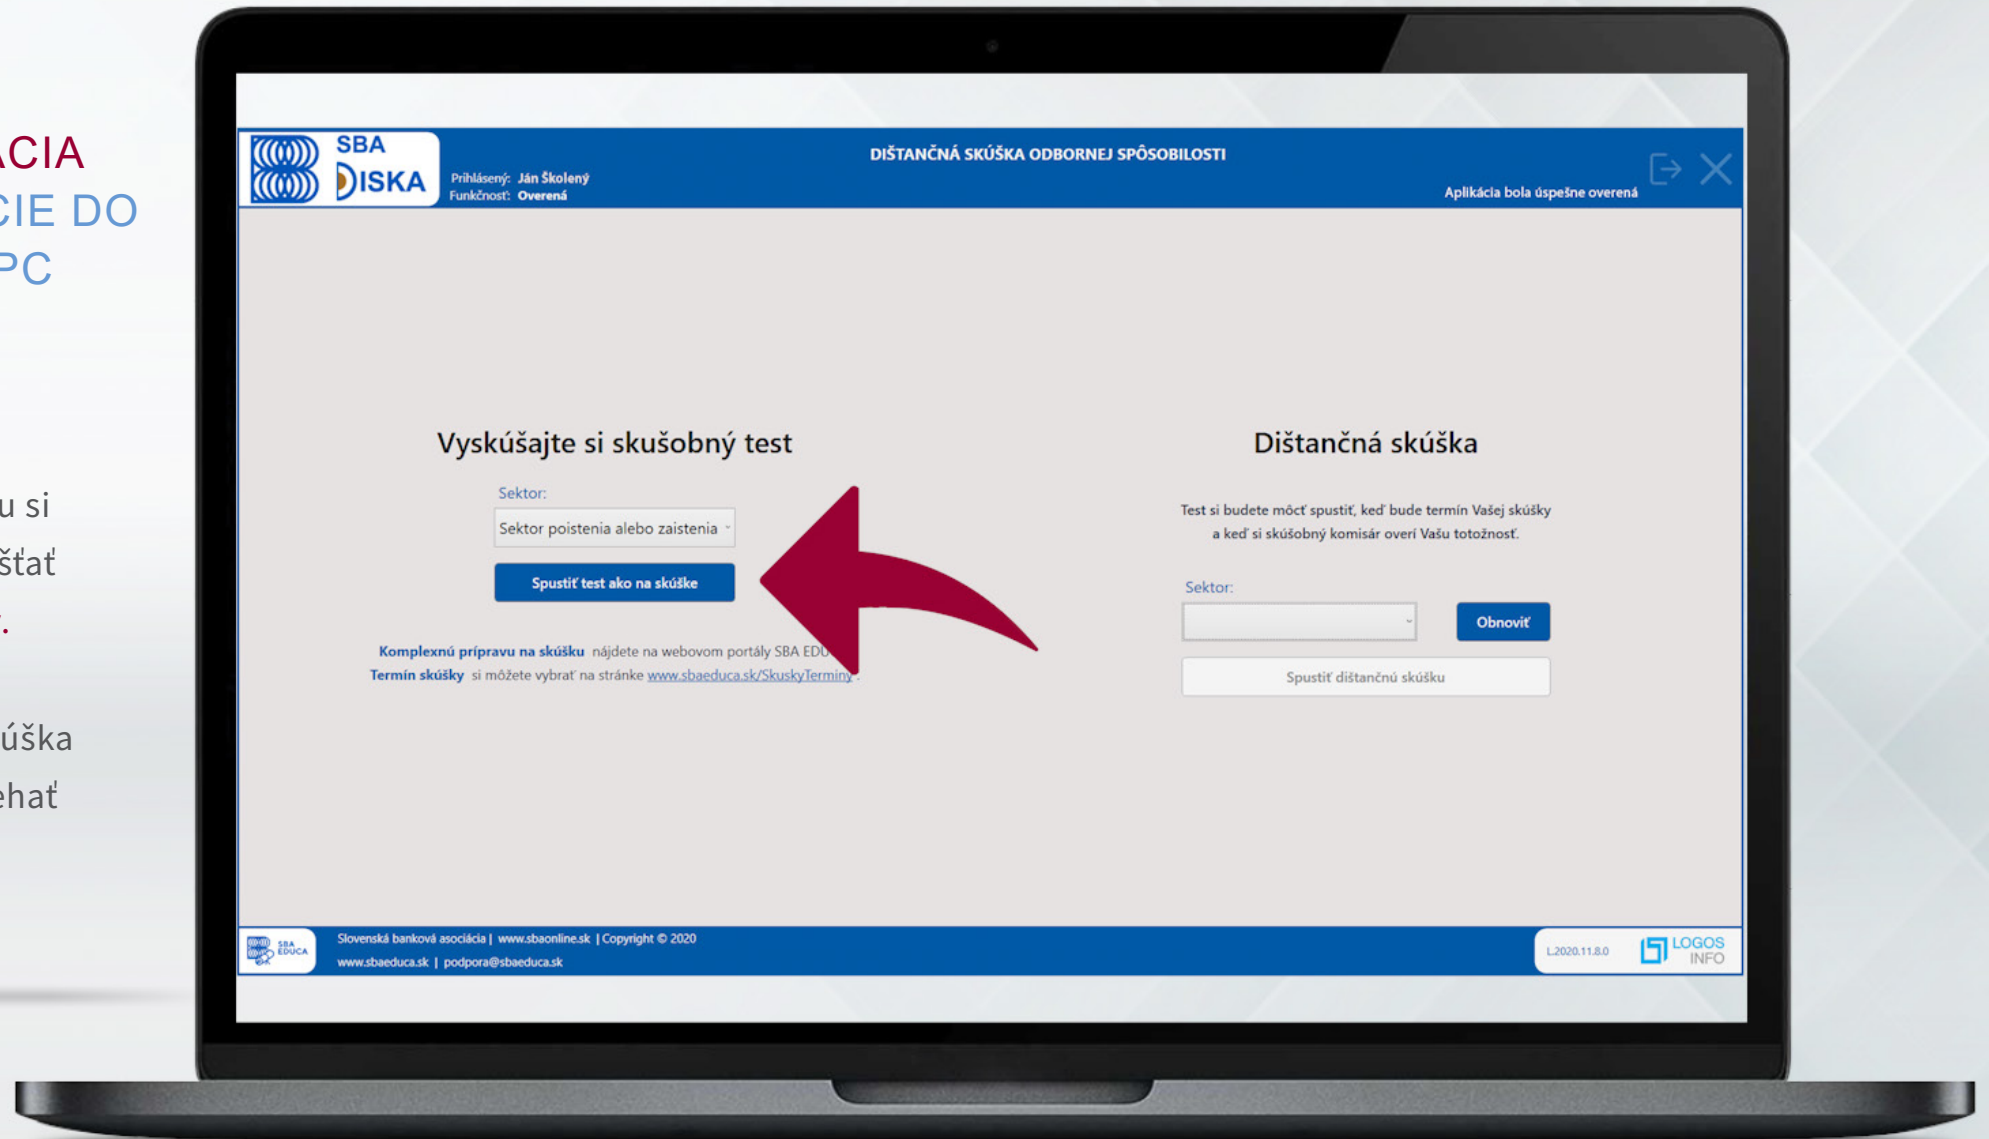 ÁCIA
CIE DO
PC
u si
šťať
.
úška
ehať
SBA
DISKA
Prihlásený: Ján Školený
Funkčnosť: Overená
DIŠTANČNÁ SKÚŠKA ODBORNEJ SPÔSOBILOSTI
Aplikácia bola úspešne overená
Vyskúšajte si skušobný test
Sektor:
Sektor poistenia alebo zaistenia
Spustiť test ako na skúške
Komplexnú prípravu na skúšku nájdete na webovom portály SBA EDU
Termín skúšky si môžete vybrať na stránke www.sbaeduca.sk/SkuskyTerminy .
Dištančná skúška
Test si budete môcť spustiť, keď bude termín Vašej skúšky
a keď si skúšobný komisár overí Vašu totožnosť.
Sektor:
Obnoviť
Spustiť dištančnú skúšku
SBA
EDUCA
Slovenská banková asociácia | www.sbaonline.sk | Copyright © 2020
www.sbaeduca.sk | podpora@sbaeduca.sk
L.2020.11.8.0
LOGOS
INFO